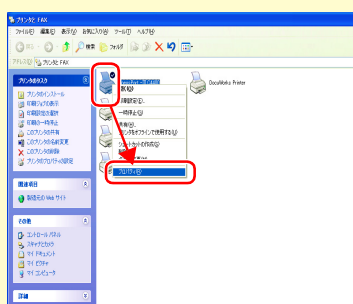 プリンタと FAX
ファイル(F) 編集(E) 表示(V) お気に入り(A) ツール(T) ヘルプ(H)
戻る 検索 フォルダ
アドレス(D) プリンタと FAX
プリンタのタスク
プリンタのインストール
印刷ジョブの表示
印刷設定の選択
印刷の一時停止
このプリンタの共有
このプリンタの名前変更
このプリンタの削除
プリンタのプロパティの設定
関連項目
製造元の Web サイト
その他
コントロール パネル
スキャナとカメラ
マイ ドキュメント
マイ ピクチャ
マイ コンピュータ
詳細
DocuWorks Printer
開く(O)
印刷設定(E)...
一時停止(G)
共有(H)...
プリンタをオフラインで使用する(U)
ショートカットの作成(S)
プロパティ(R)